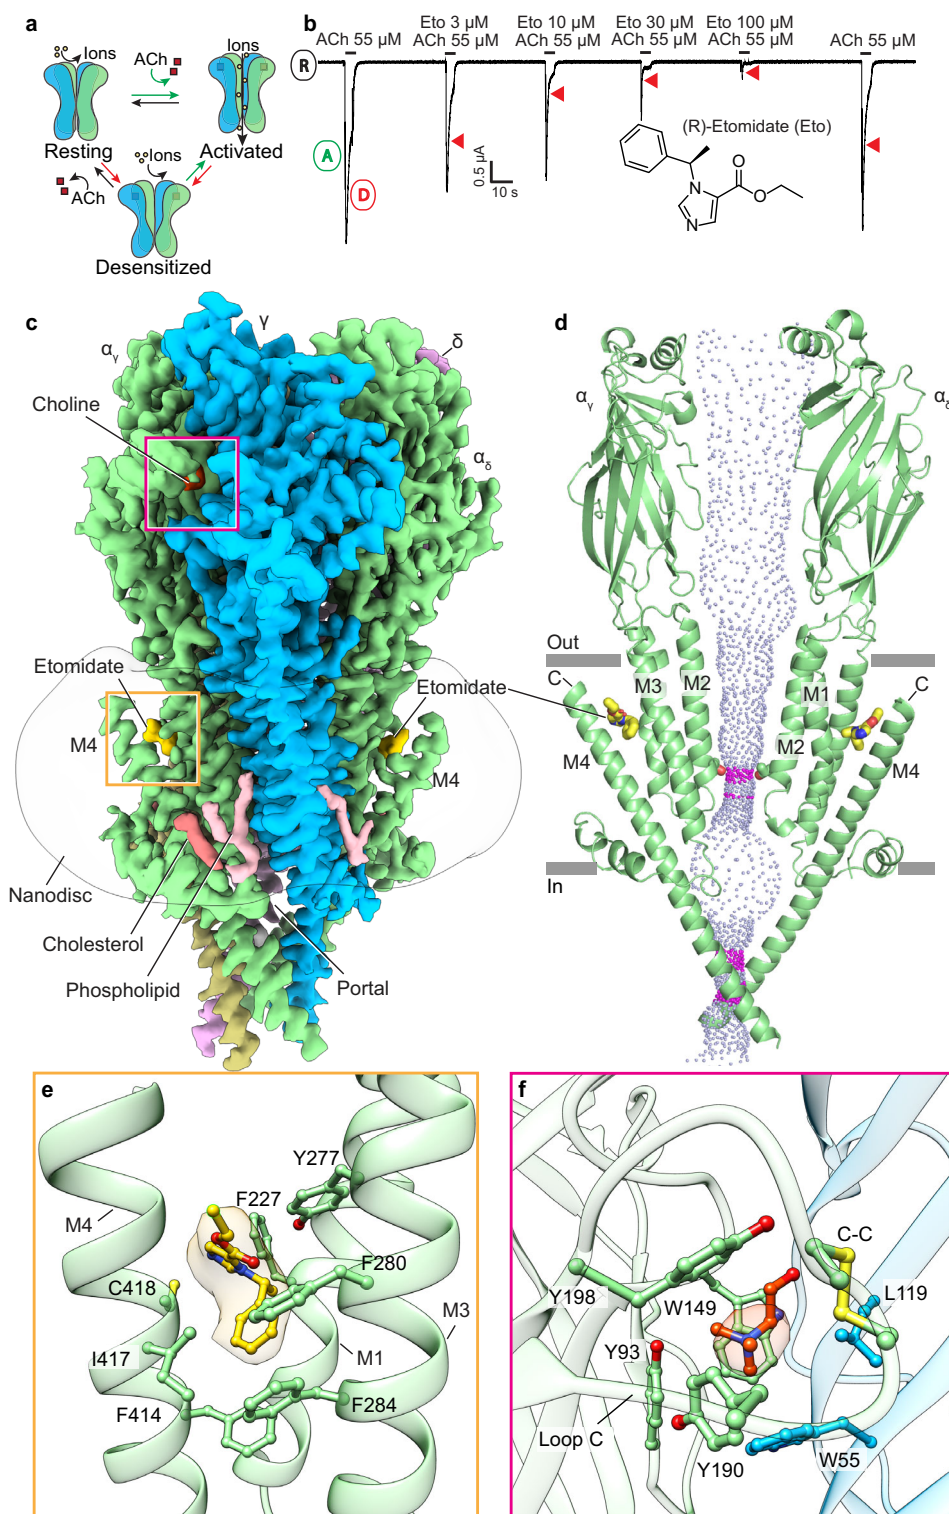 a
Ions
ACh
Ions
Resting
Activated
Ions
ACh
Desensitized
b
Eto 3 µM
Eto 10 µM
Eto 30 µM
Eto 100 µM
ACh 55 µM
ACh 55 µM
ACh 55 µM
ACh 55 µM
ACh 55 µM
ACh 55 µM
R
A
D
0.5 µA
10 s
(R)-Etomidate (Eto)
N
N
O
O
c
γ
αγ
δ
Choline
αδ
Etomidate
Etomidate
M4
M4
Nanodisc
Cholesterol
Phospholipid
Portal
d
αγ
αδ
Out
C
M3
M2
M1
C
M2
M4
M4
In
e
Y277
F227
M4
F280
C418
M3
I417
M1
F284
F414
f
C-C
Y198
L119
W149
Y93
Loop C
Y190
W55